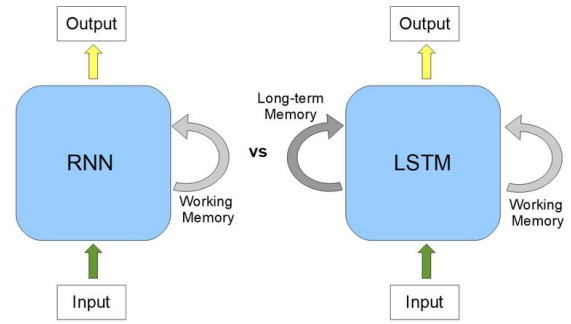 Output
RNN
Working
Memory
Input
vs
Output
Long-term
Memory
LSTM
Working
Memory
Input